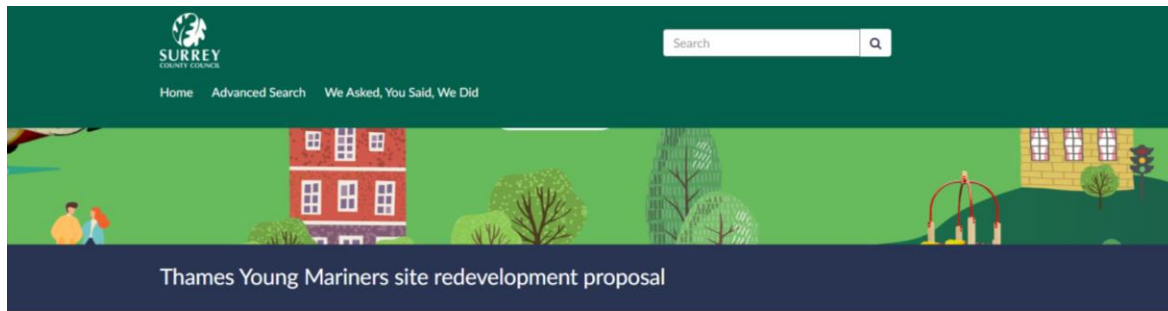 SURREY
COUNTY COUNCIL
Search
Home Advanced Search We Asked, You Said, We Did
Thames Young Mariners site redevelopment proposal